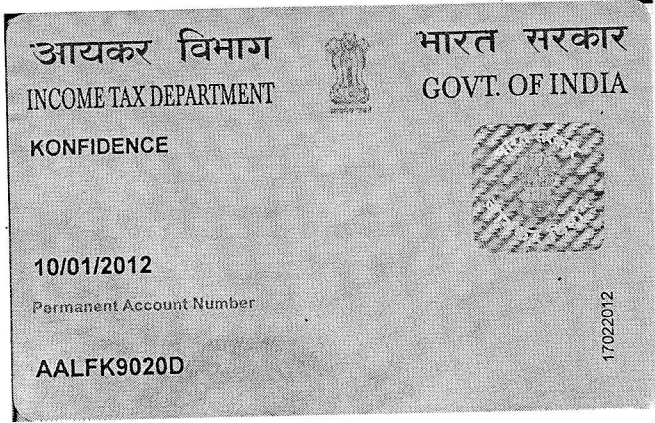 आयकर विभाग
भारत सरकार
INCOME TAX DEPARTMENT
GOVT. OF INDIA
KONFIDENCE
10/01/2012
Permanent Account Number
AALFK9020D
17022012